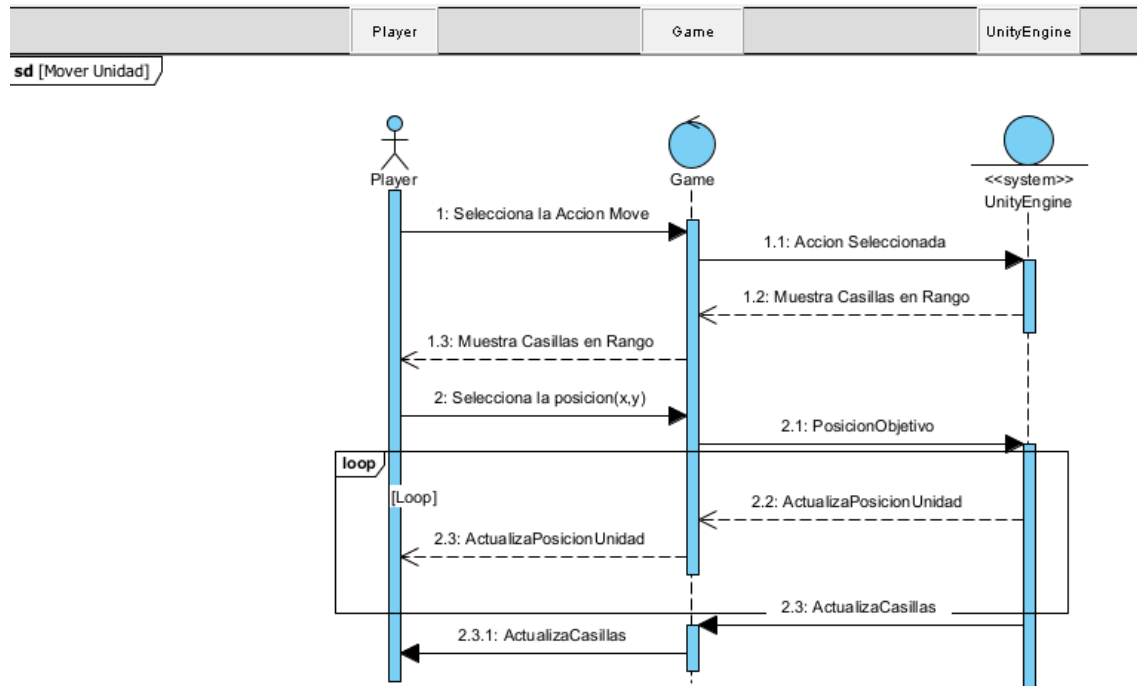 Player Game UnityEngine
sd [Mover Unidad]
Player
Game
<<system>>
UnityEngine
1: Selecciona la Accion Move
1.1: Accion Seleccionada
1.2: Muestra Casillas en Rango
1.3: Muestra Casillas en Rango
2: Selecciona la posicion(x,y)
2.1: PosicionObjetivo
loop
[Loop]
2.2: ActualizaPosicionUnidad
2.3: ActualizaPosicionUnidad
2.3: ActualizaCasillas
2.3.1: ActualizaCasillas